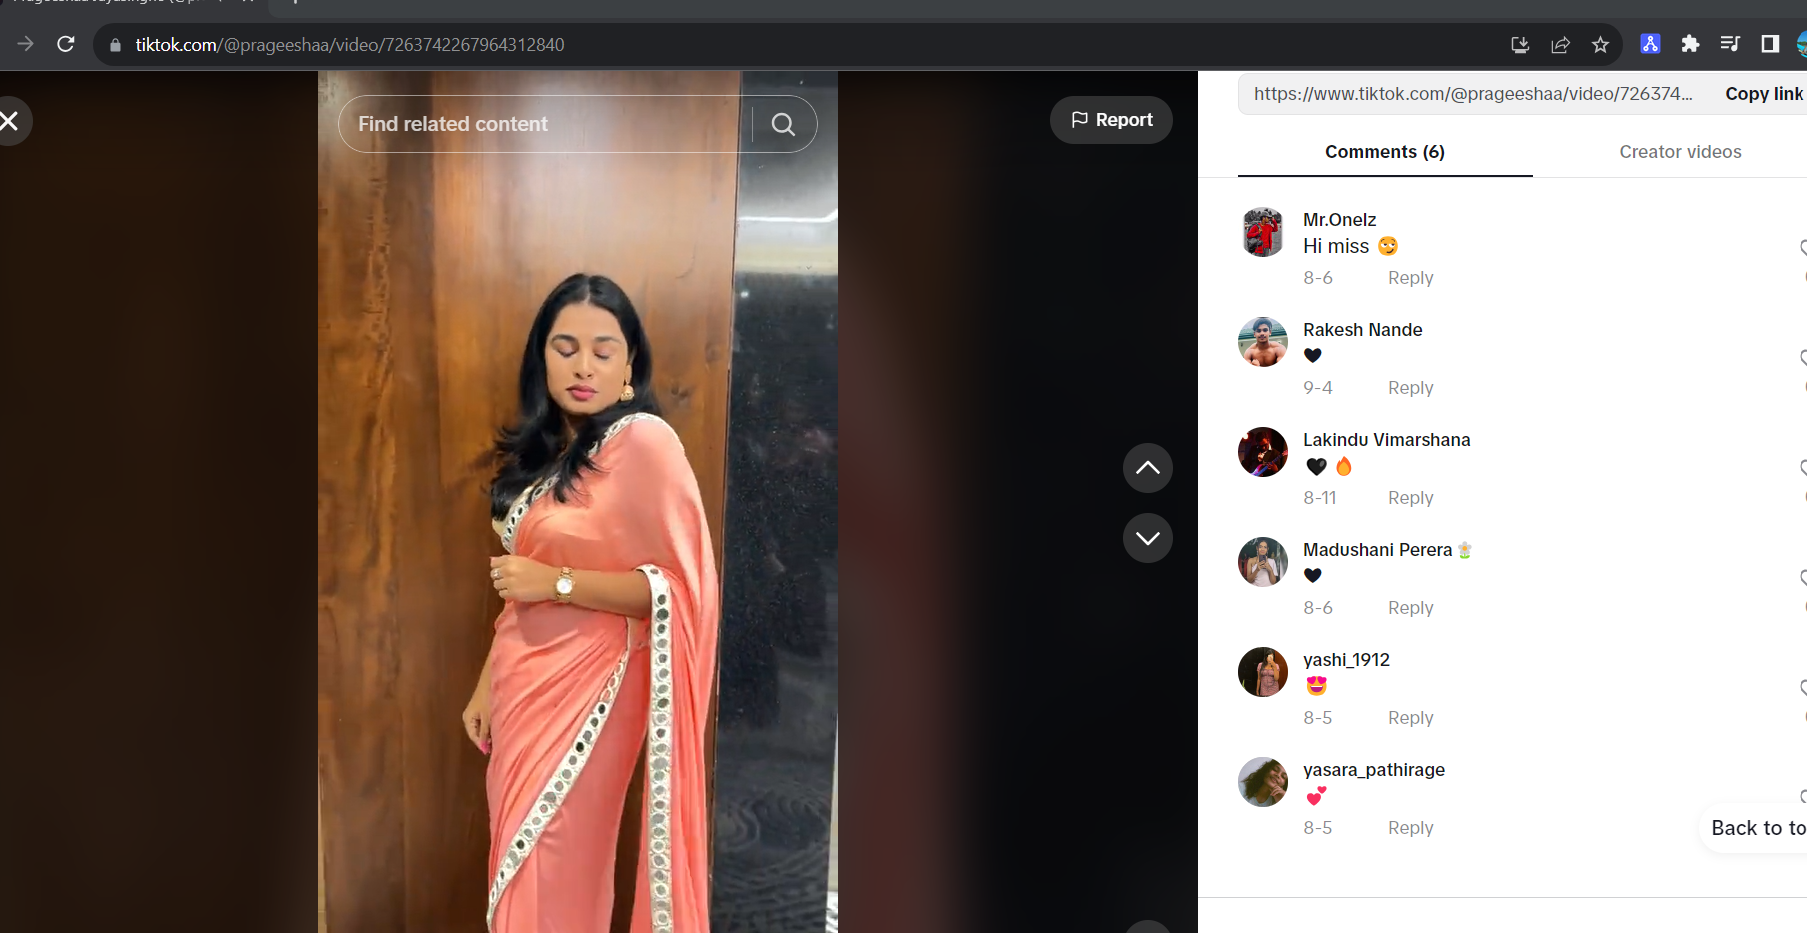 tiktok.com/@prageeshaa/video/7263742267964312840
Find related content
Report
https://www.tiktok.com/@prageeshaa/video/726374...
Copy link
Comments (6)
Creator videos
Mr.Onelz
Hi miss 😏
8-6 Reply
Rakesh Nande
🖤
9-4 Reply
Lakindu Vimarshana
🖤 🔥
8-11 Reply
Madushani Perera🌼
🖤
8-6 Reply
yashi_1912
😍
8-5 Reply
yasara_pathirage
💕
8-5 Reply
Back to to